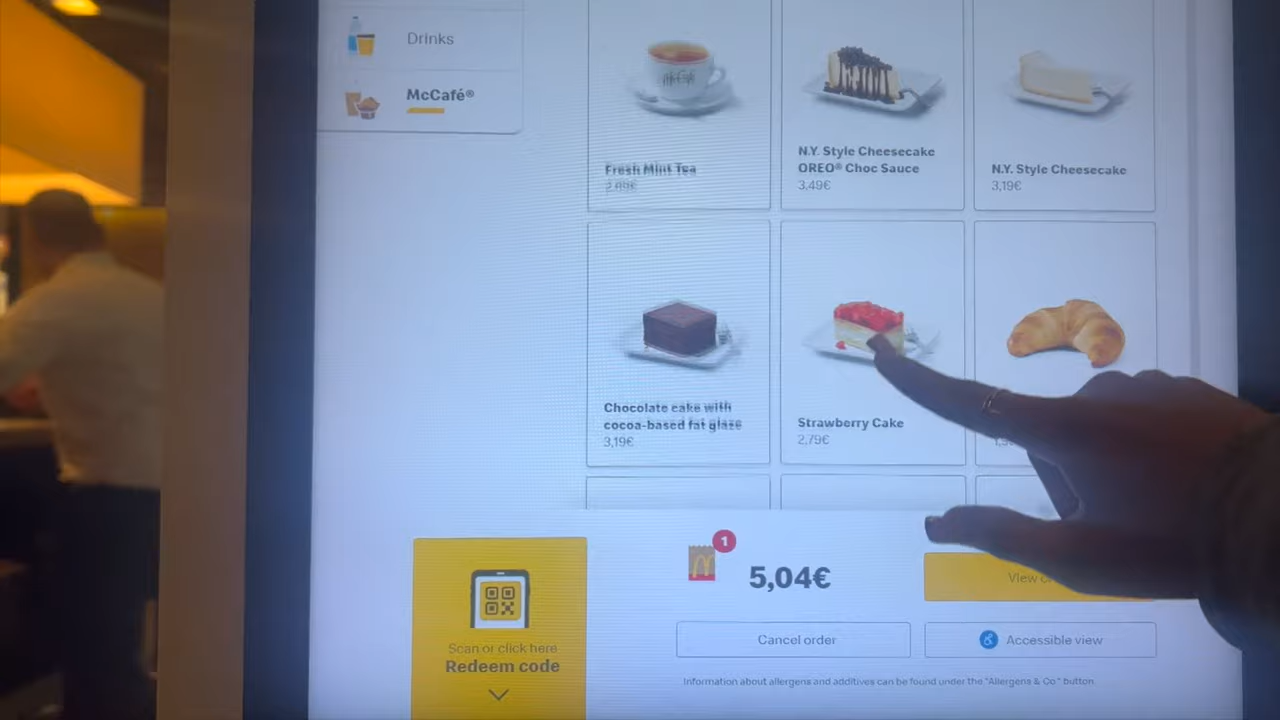 Drinks
McCafé®
McCafé
Fresh Mint Tea
N.Y. Style Cheesecake
OREO® Choc Sauce
3,49€
N.Y. Style Cheesecake
3,19€
Chocolate cake with
cocoa-based fat glaze
3,19€
Strawberry Cake
2,79€
1
5,04€
View
Scan or click here
Redeem code
Cancel order
Accessible view
Information about allergens and additives can be found under the "Allergens & Co." button.